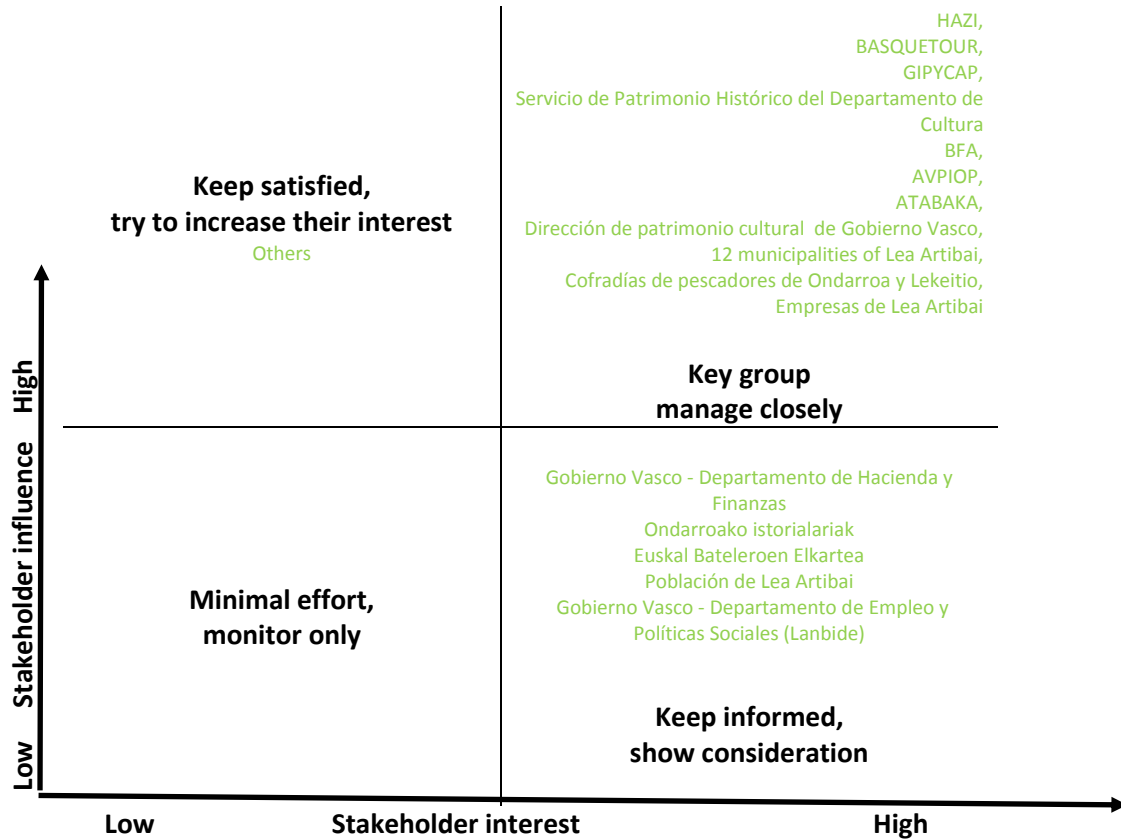 HAZI,
BASQUETOUR,
GIPYCAP,
Servicio de Patrimonio Histórico del Departamento de
Cultura
BFA,
AVPIOP,
ATABAKA,
Dirección de patrimonio cultural de Gobierno Vasco,
12 municipalities of Lea Artibai,
Cofradías de pescadores de Ondarroa y Lekeitio,
Empresas de Lea Artibai
Keep satisfied,
try to increase their interest
Others
Key group
manage closely
Gobierno Vasco - Departamento de Hacienda y
Finanzas
Ondarroako istorialariak
Euskal Bateleroen Elkartea
Población de Lea Artibai
Gobierno Vasco - Departamento de Empleo y
Políticas Sociales (Lanbide)
Minimal effort,
monitor only
Keep informed,
show consideration
Low Stakeholder influence High
Low Stakeholder interest High